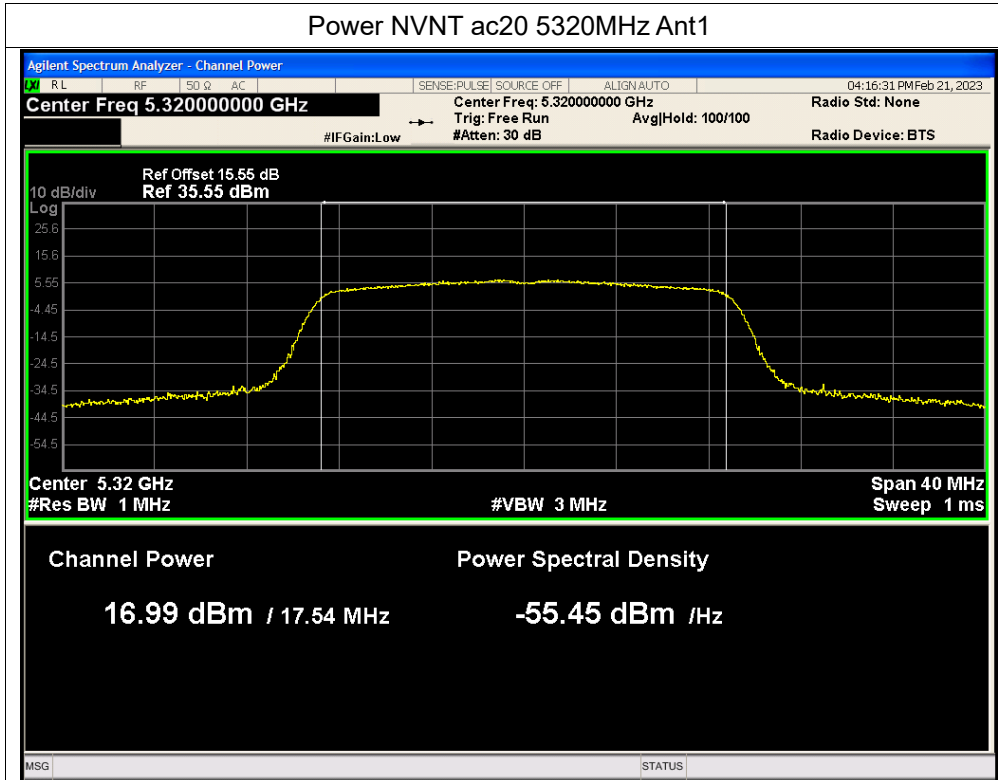 Power NVNT ac20 5320MHz Ant1
Agilent Spectrum Analyzer - Channel Power
LXI RL RF 50 Ω AC SENSE:PULSE SOURCE OFF ALIGN AUTO 04:16:31 PM Feb 21, 2023
Center Freq 5.320000000 GHz Center Freq: 5.320000000 GHz Radio Std: None
Trig: Free Run Avg|Hold: 100/100
#IFGain:Low #Atten: 30 dB Radio Device: BTS
Ref Offset 15.55 dB
10 dB/div Ref 35.55 dBm
Log
25.6
15.6
5.55
-4.45
-14.5
-24.5
-34.5
-44.5
-54.5
Center 5.32 GHz Span 40 MHz
#Res BW 1 MHz #VBW 3 MHz Sweep 1 ms
Channel Power Power Spectral Density
16.99 dBm / 17.54 MHz -55.45 dBm /Hz
MSG STATUS